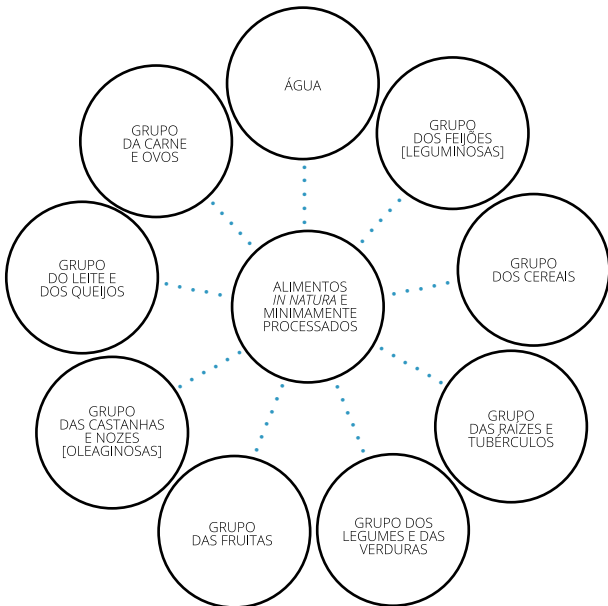 ÁGUA
GRUPO
DOS FEIJÕES
[LEGUMINOSAS]
GRUPO
DOS CEREAIS
GRUPO
DAS RAÍZES E
TUBÉRCULOS
GRUPO DOS
LEGUMES E DAS
VERDURAS
GRUPO
DAS FRUITAS
GRUPO
DAS CASTANHAS
E NOZES
[OLEAGINOSAS]
GRUPO
DO LEITE E
DOS QUEIJOS
GRUPO
DA CARNE
E OVOS
ALIMENTOS
IN NATURA E
MINIMAMENTE
PROCESSADOS